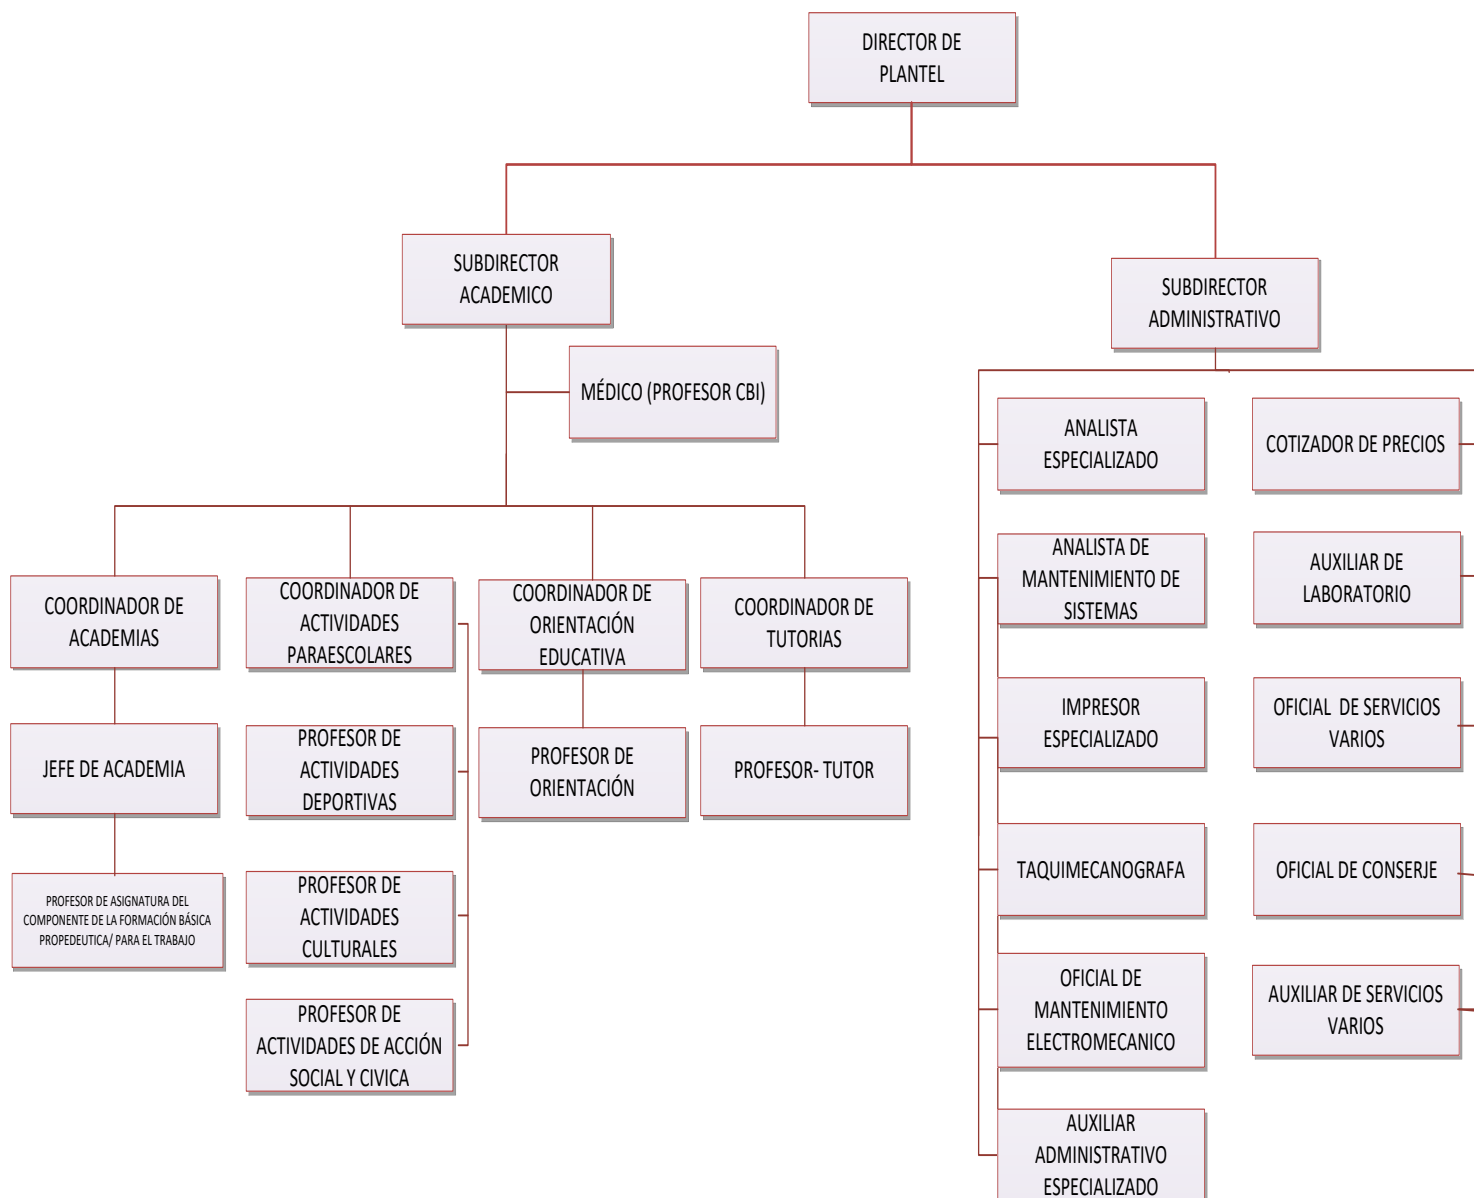 DIRECTOR DE
PLANTEL
SUBDIRECTOR
ACADEMICO
SUBDIRECTOR
ADMINISTRATIVO
MÉDICO (PROFESOR CBI)
COORDINADOR DE
ACADEMIAS
JEFE DE ACADEMIA
PROFESOR DE ASIGNATURA DEL
COMPONENTE DE LA FORMACIÓN BÁSICA
PROPEDEUTICA/ PARA EL TRABAJO
COORDINADOR DE
ACTIVIDADES
PARAESCOLARES
PROFESOR DE
ACTIVIDADES
DEPORTIVAS
PROFESOR DE
ACTIVIDADES
CULTURALES
PROFESOR DE
ACTIVIDADES DE ACCIÓN
SOCIAL Y CIVICA
COORDINADOR DE
ORIENTACIÓN
EDUCATIVA
PROFESOR DE
ORIENTACIÓN
COORDINADOR DE
TUTORIAS
PROFESOR- TUTOR
ANALISTA
ESPECIALIZADO
ANALISTA DE
MANTENIMIENTO DE
SISTEMAS
IMPRESOR
ESPECIALIZADO
TAQUIMECANOGRAFA
OFICIAL DE
MANTENIMIENTO
ELECTROMECANICO
AUXILIAR
ADMINISTRATIVO
ESPECIALIZADO
COTIZADOR DE PRECIOS
AUXILIAR DE
LABORATORIO
OFICIAL  DE SERVICIOS
VARIOS
OFICIAL DE CONSERJE
AUXILIAR DE SERVICIOS
VARIOS